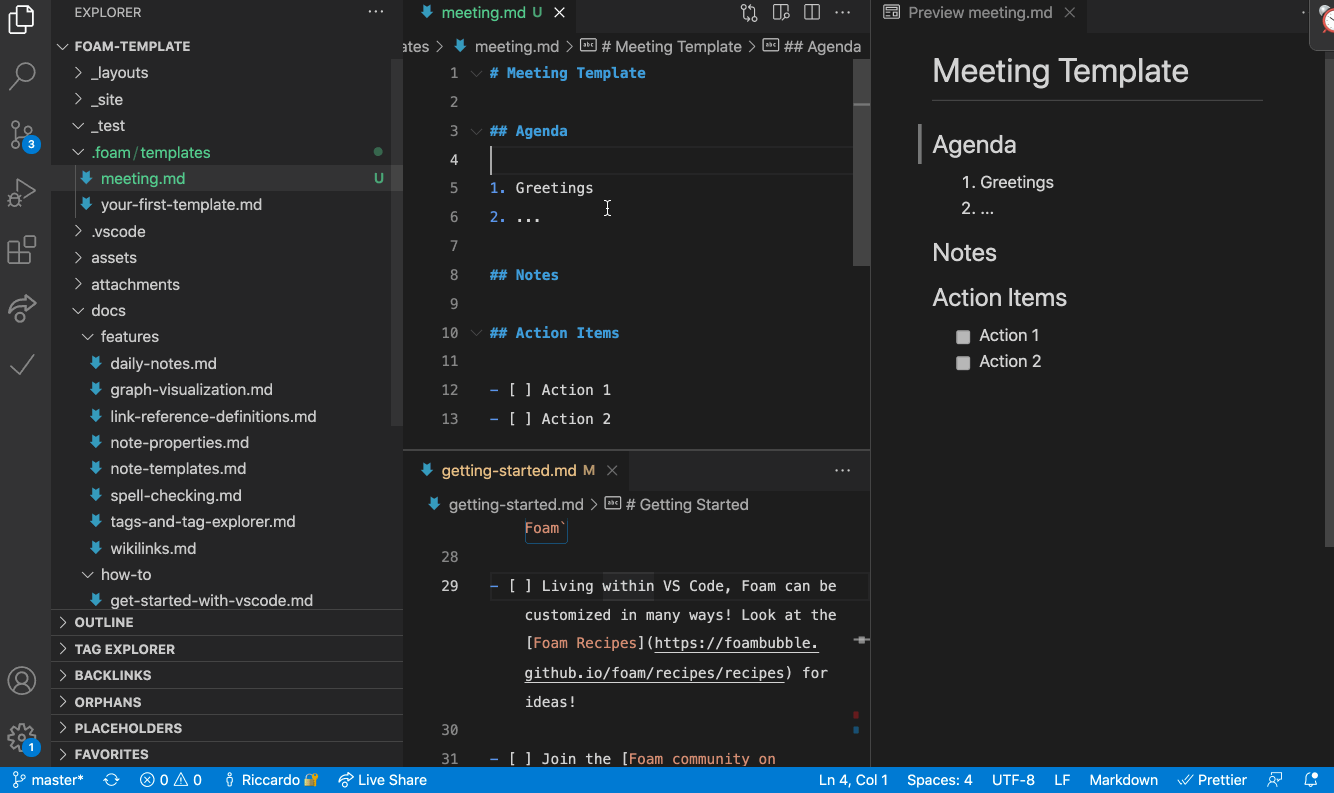 EXPLORER
FOAM-TEMPLATE
_layouts
_site
_test
.foam/templates
meeting.md U
your-first-template.md
.vscode
assets
attachments
docs
features
daily-notes.md
graph-visualization.md
link-reference-definitions.md
note-properties.md
note-templates.md
spell-checking.md
tags-and-tag-explorer.md
wikilinks.md
how-to
get-started-with-vscode.md
OUTLINE
TAG EXPLORER
BACKLINKS
ORPHANS
PLACEHOLDERS
FAVORITES
3
1
meeting.md U
ates > meeting.md > # Meeting Template > ## Agenda
1 # Meeting Template
2
3 ## Agenda
4
5 1. Greetings
6 2. ...
7
8 ## Notes
9
10 ## Action Items
11
12 - [ ] Action 1
13 - [ ] Action 2
getting-started.md M
getting-started.md > # Getting Started
Foam`
28
29 - [ ] Living within VS Code, Foam can be
customized in many ways! Look at the
[Foam Recipes](https://foambubble.
github.io/foam/recipes/recipes) for
ideas!
30
31 - [ ] Join the [Foam community on
Preview meeting.md
Meeting Template
Agenda
1. Greetings
2. ...
Notes
Action Items
Action 1
Action 2
master* 0 0 Riccardo Live Share Ln 4, Col 1 Spaces: 4 UTF-8 LF Markdown Prettier